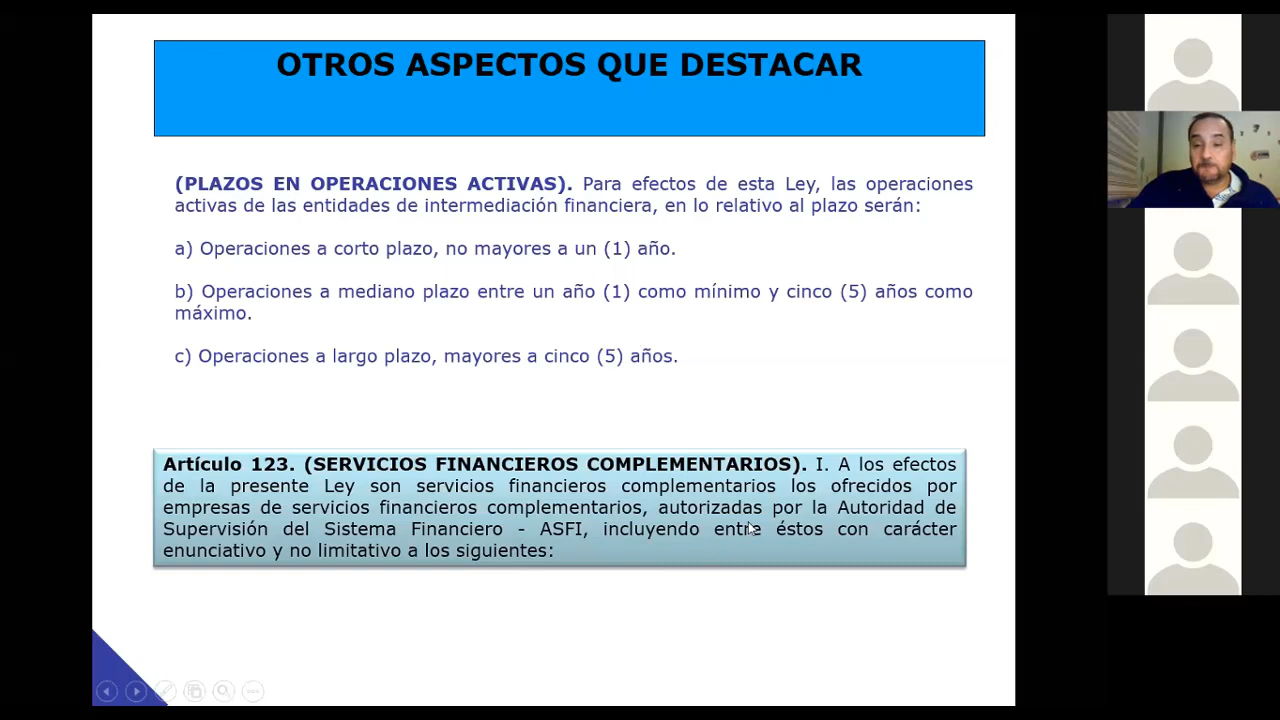 OTROS ASPECTOS QUE DESTACAR
(PLAZOS EN OPERACIONES ACTIVAS). Para efectos de esta Ley, las operaciones
activas de las entidades de intermediación financiera, en lo relativo al plazo serán:
a) Operaciones a corto plazo, no mayores a un (1) año.
b) Operaciones a mediano plazo entre un año (1) como mínimo y cinco (5) años como
máximo.
c) Operaciones a largo plazo, mayores a cinco (5) años.
Artículo 123. (SERVICIOS FINANCIEROS COMPLEMENTARIOS). I. A los efectos
de la presente Ley son servicios financieros complementarios los ofrecidos por
empresas de servicios financieros complementarios, autorizadas por la Autoridad de
Supervisión del Sistema Financiero - ASFI, incluyendo entre éstos con carácter
enunciativo y no limitativo a los siguientes: